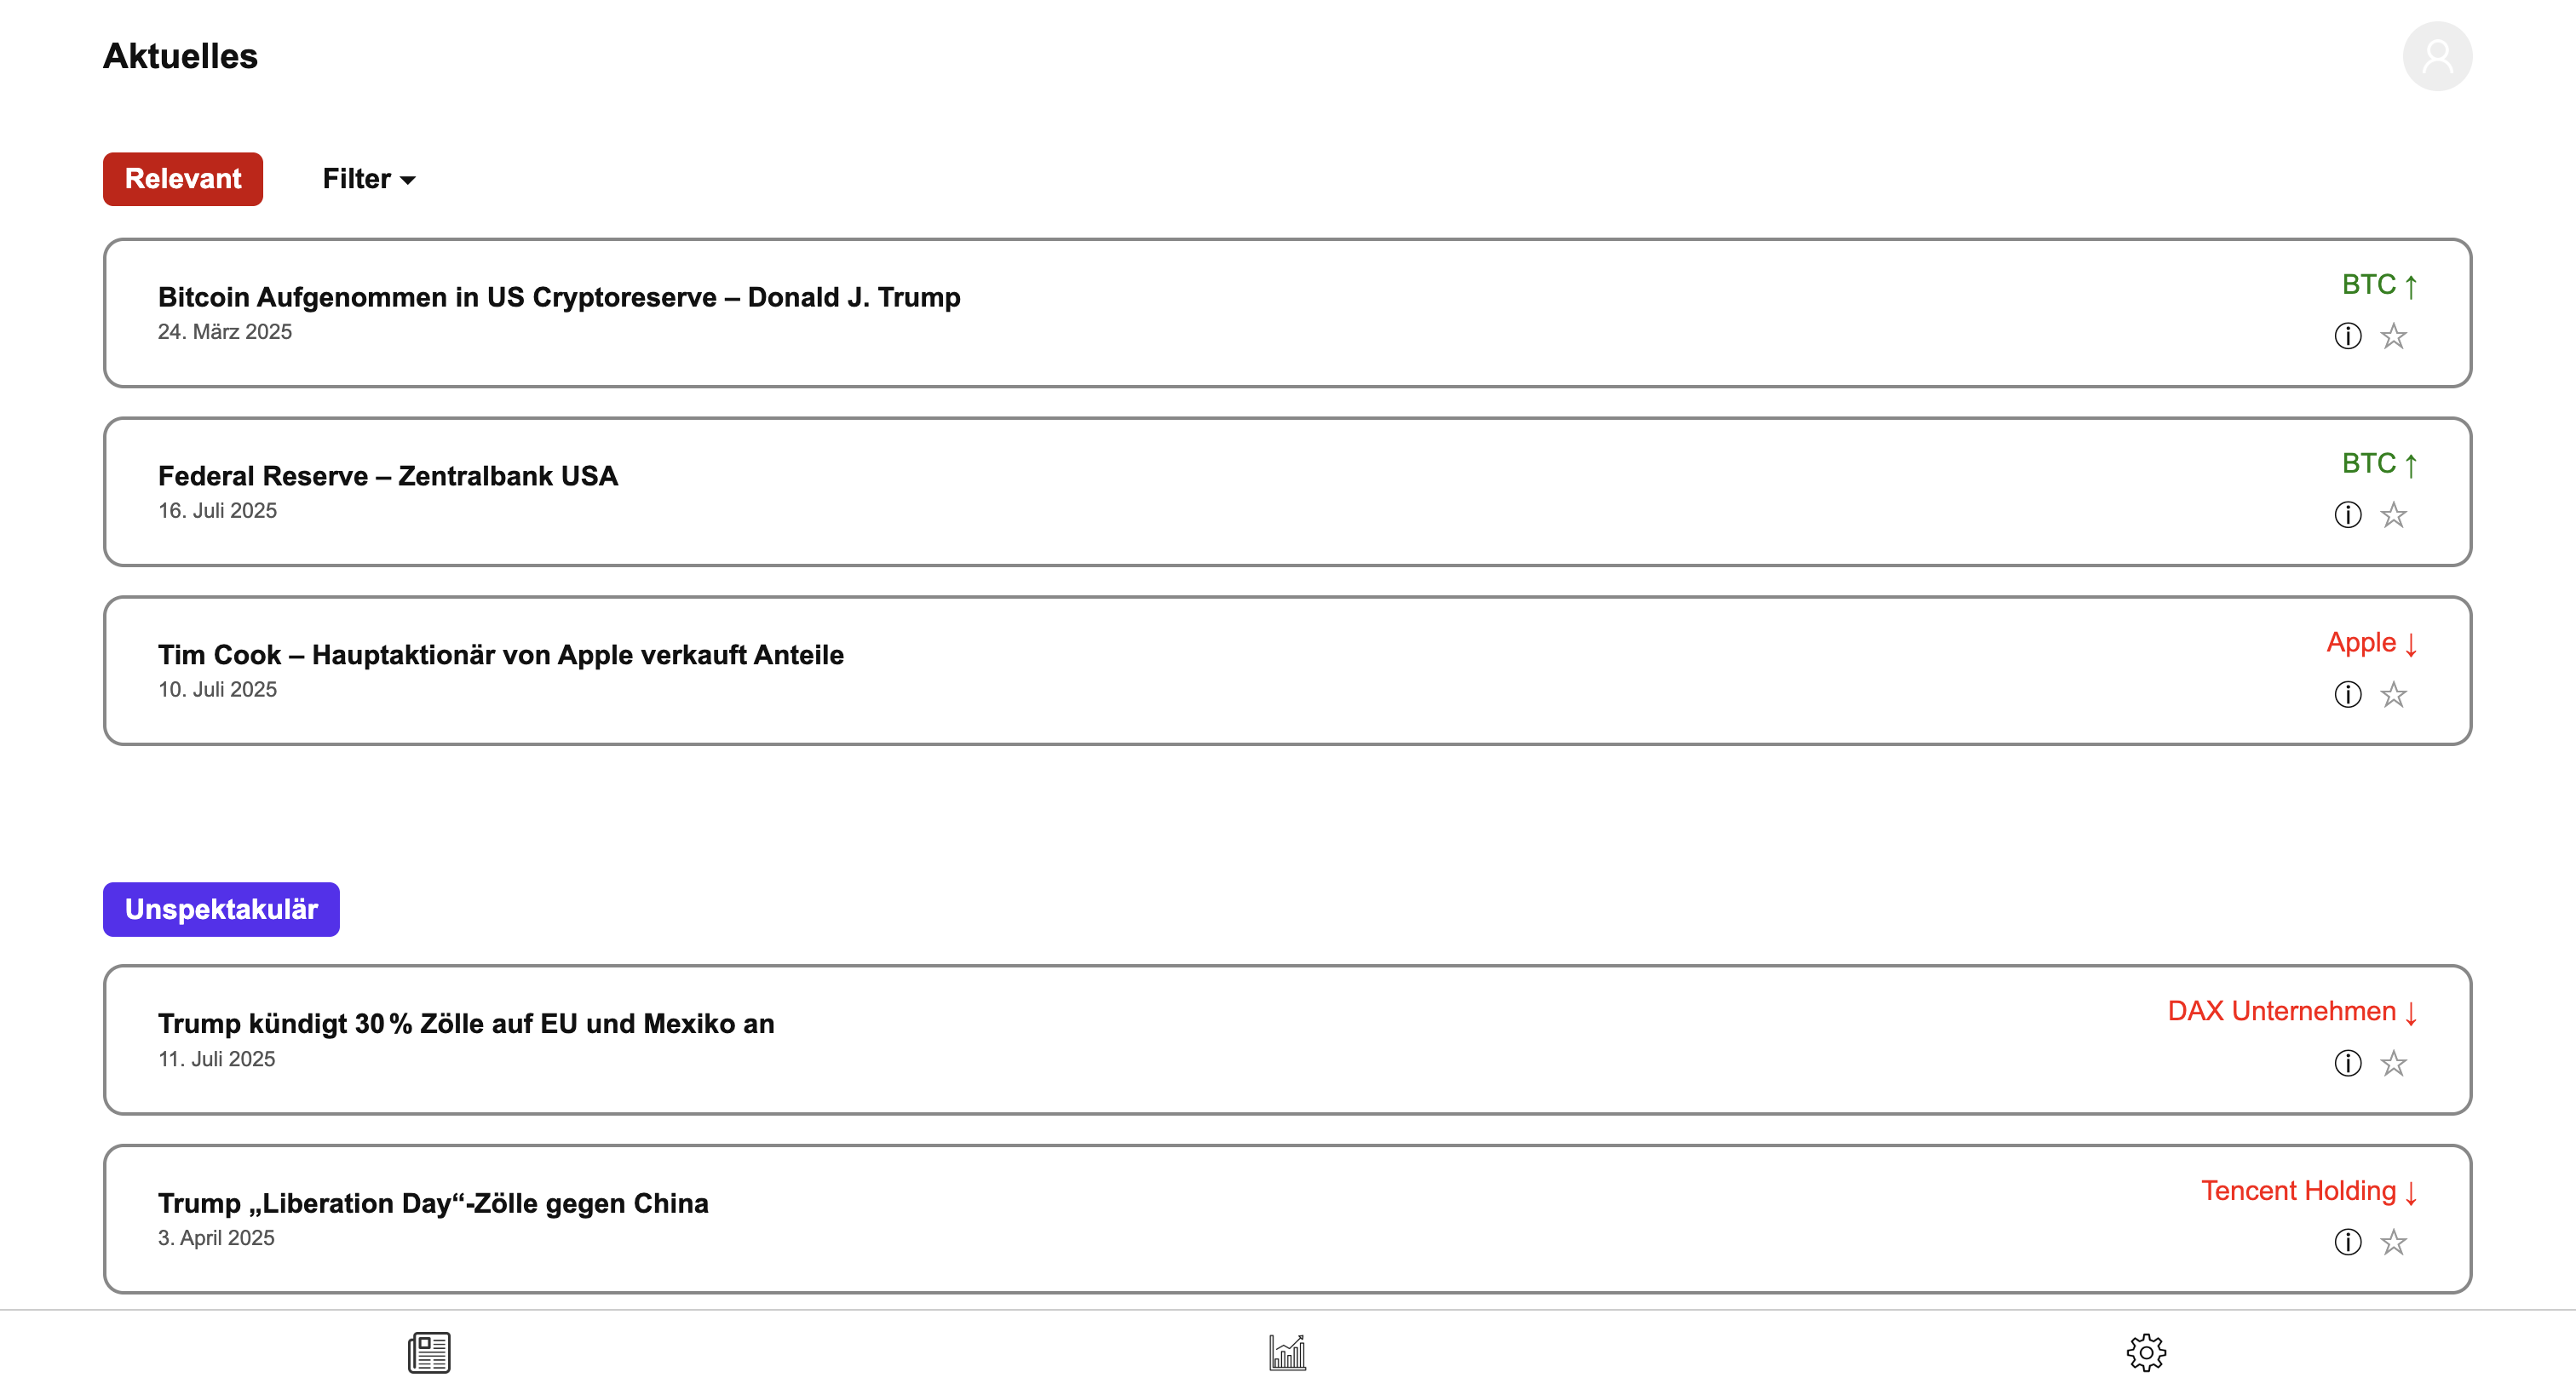 Aktuelles
Relevant
Filter
Bitcoin Aufgenommen in US Cryptoreserve – Donald J. Trump
24. März 2025
BTC ↑
Federal Reserve – Zentralbank USA
16. Juli 2025
BTC ↑
Tim Cook – Hauptaktionär von Apple verkauft Anteile
10. Juli 2025
Apple ↓
Unspektakulär
Trump kündigt 30 % Zölle auf EU und Mexiko an
11. Juli 2025
DAX Unternehmen ↓
Trump „Liberation Day“-Zölle gegen China
3. April 2025
Tencent Holding ↓